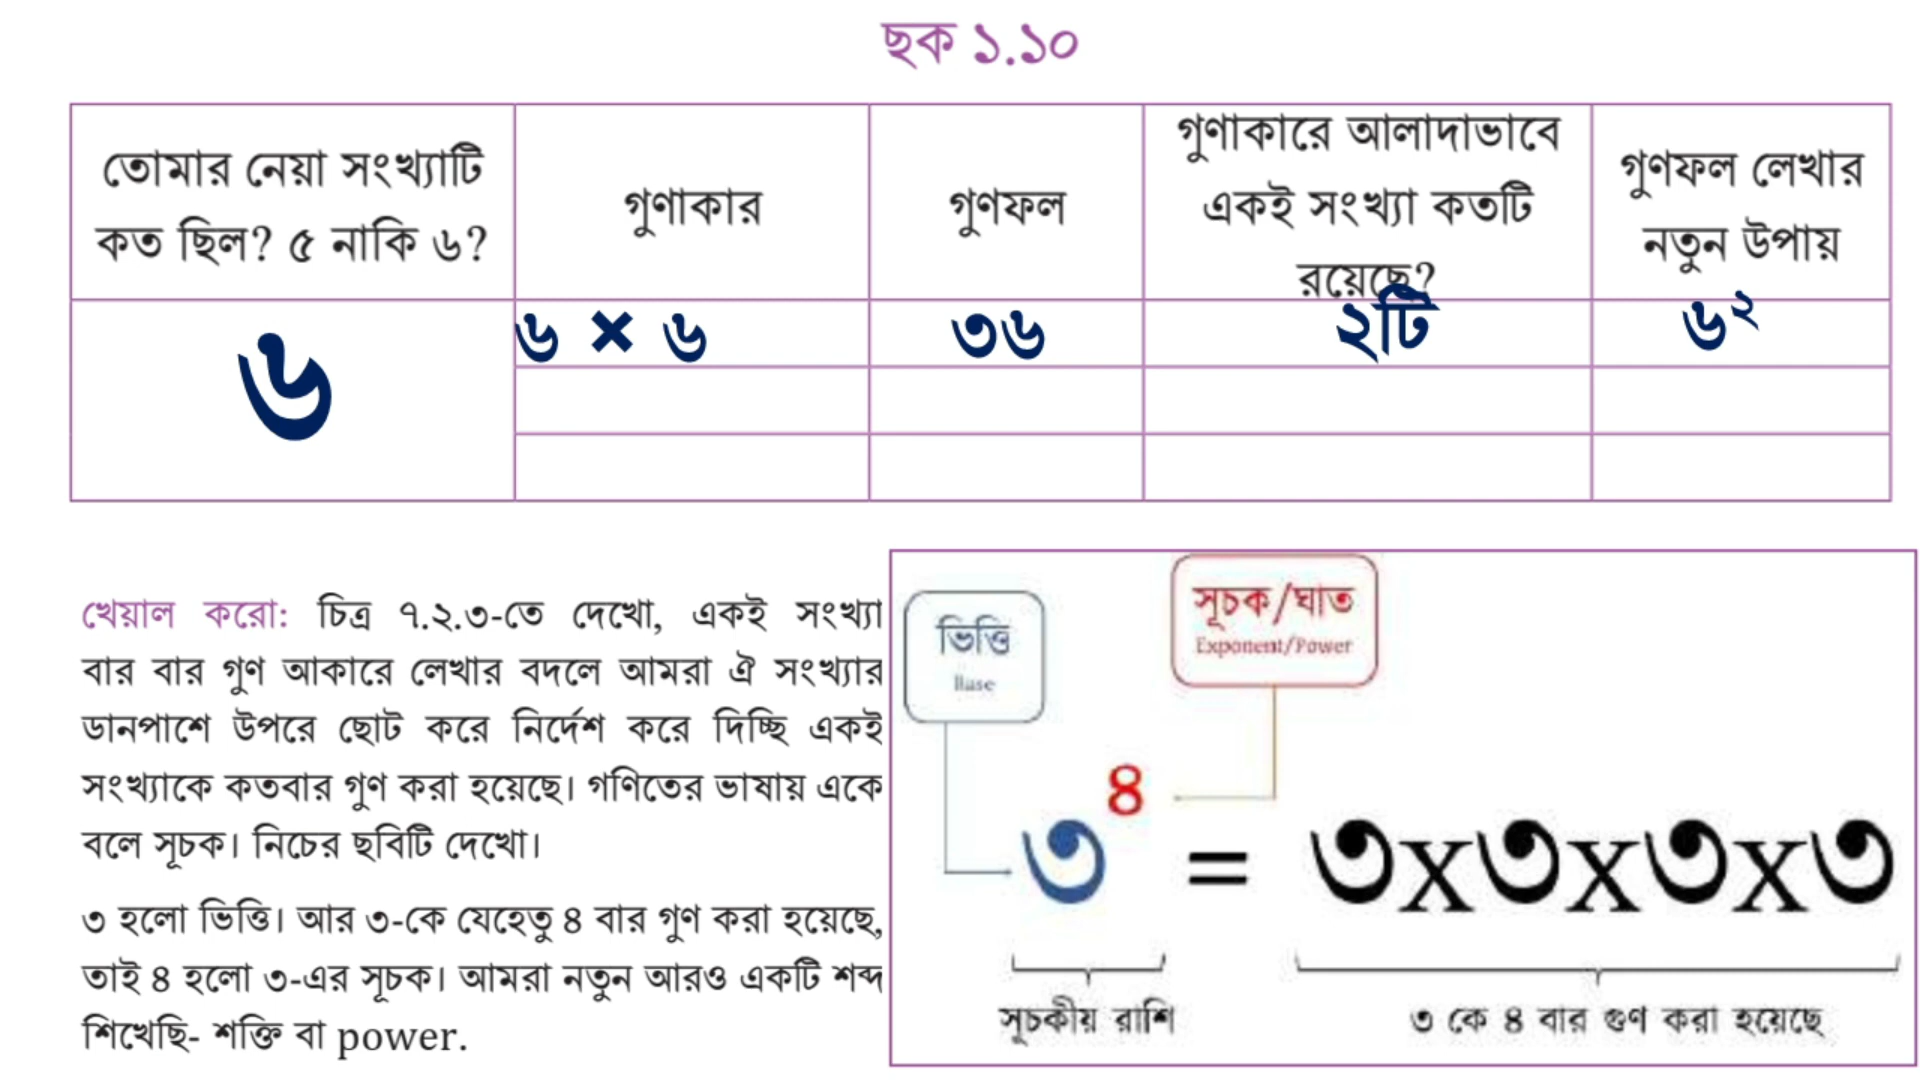 ছক ১.১০
তোমার নেয়া সংখ্যাটি
কত ছিল? ৫ নাকি ৬?
গুণাকার
গুণফল
গুণাকারে আলাদাভাবে
একই সংখ্যা কতটি
রয়েছে?
গুণফল লেখার
নতুন উপায়
৬
৬ × ৬
৩৬
২টি
৬²
খেয়াল করো: চিত্র ৭.২.৩-তে দেখো, একই সংখ্যা
বার বার গুণ আকারে লেখার বদলে আমরা ঐ সংখ্যার
ডানপাশে উপরে ছোট করে নির্দেশ করে দিচ্ছি একই
সংখ্যাকে কতবার গুণ করা হয়েছে। গণিতের ভাষায় একে
বলে সূচক। নিচের ছবিটি দেখো।
৩ হলো ভিত্তি। আর ৩-কে যেহেতু ৪ বার গুণ করা হয়েছে,
তাই ৪ হলো ৩-এর সূচক। আমরা নতুন আরও একটি শব্দ
শিখেছি- শক্তি বা power.
ভিত্তি
Base
সূচক/ঘাত
Exponent/Power
৩⁪৪ = ৩x৩x৩x৩
সূচকীয় রাশি
৩ কে ৪ বার গুণ করা হয়েছে